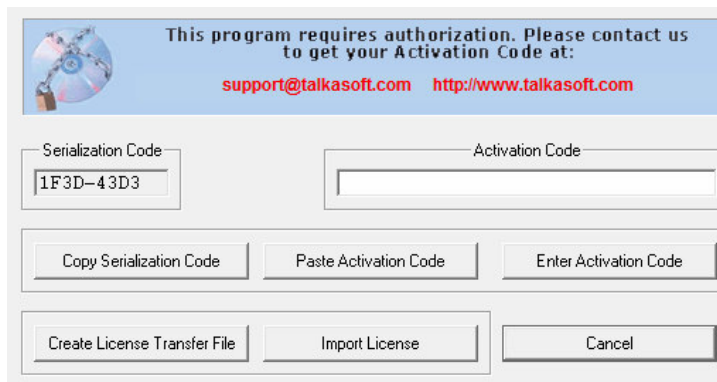 This program requires authorization. Please contact us
to get your Activation Code at:
support@talkasoft.com http://www.talkasoft.com
Serialization Code
Activation Code
1F3D-43D3
Copy Serialization Code
Paste Activation Code
Enter Activation Code
Create License Transfer File
Import License
Cancel